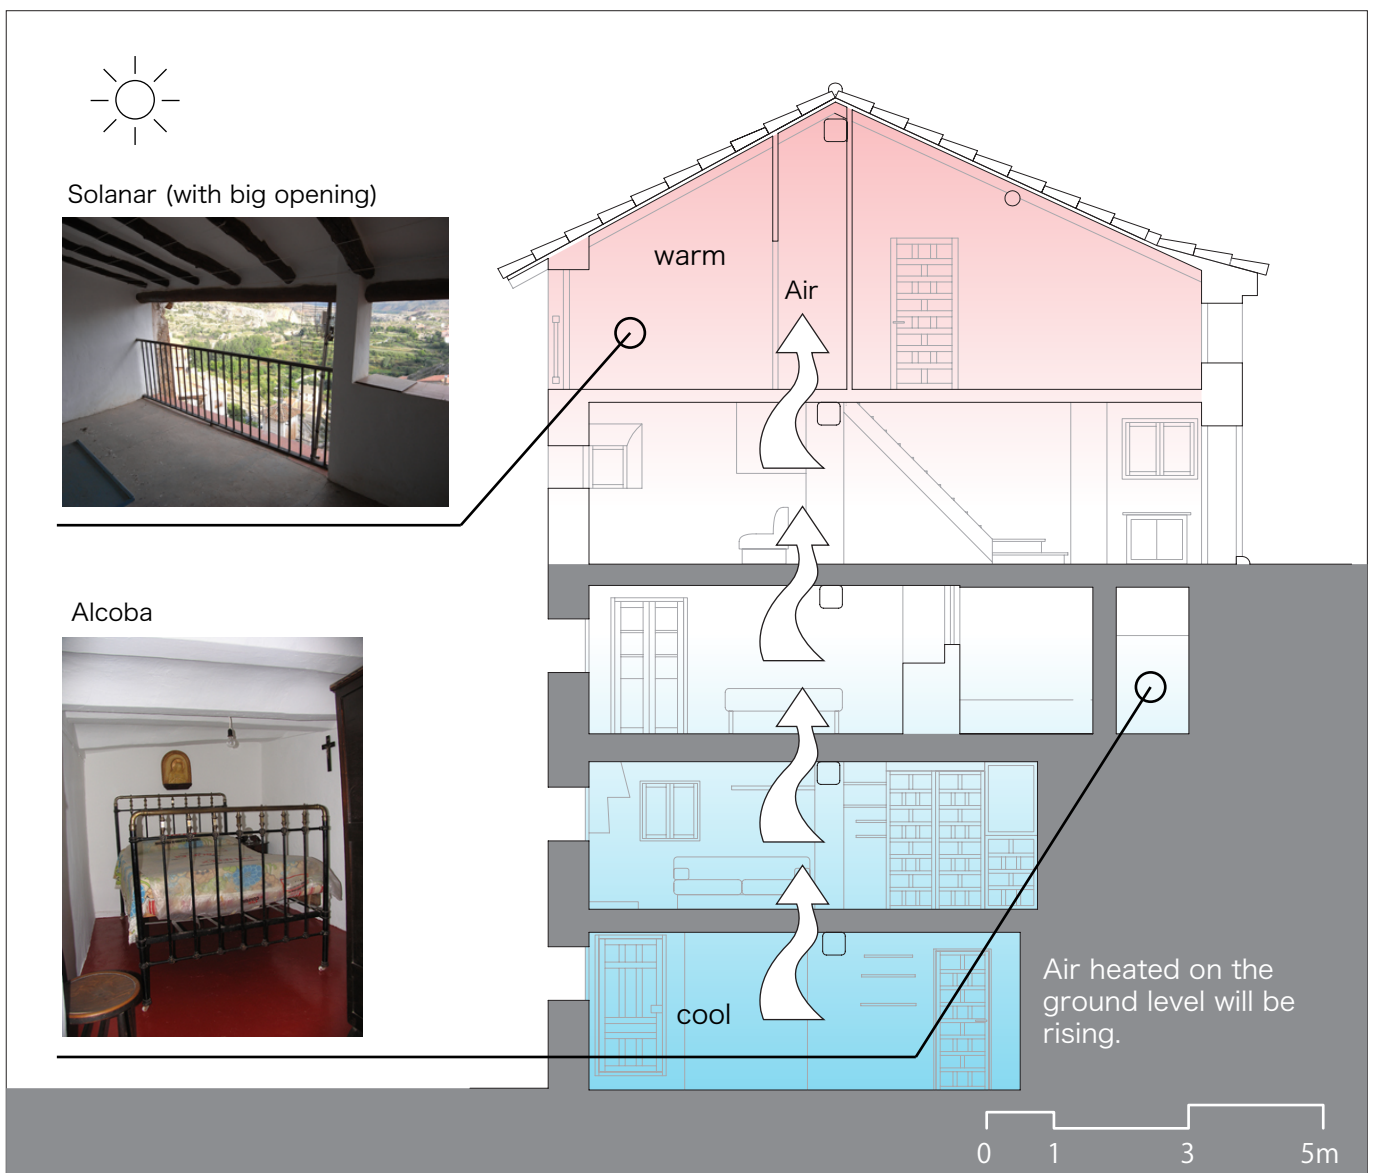 Solanar (with big opening)
warm
Air
Alcoba
cool
Air heated on the
ground level will be
rising.
0 1 3 5m